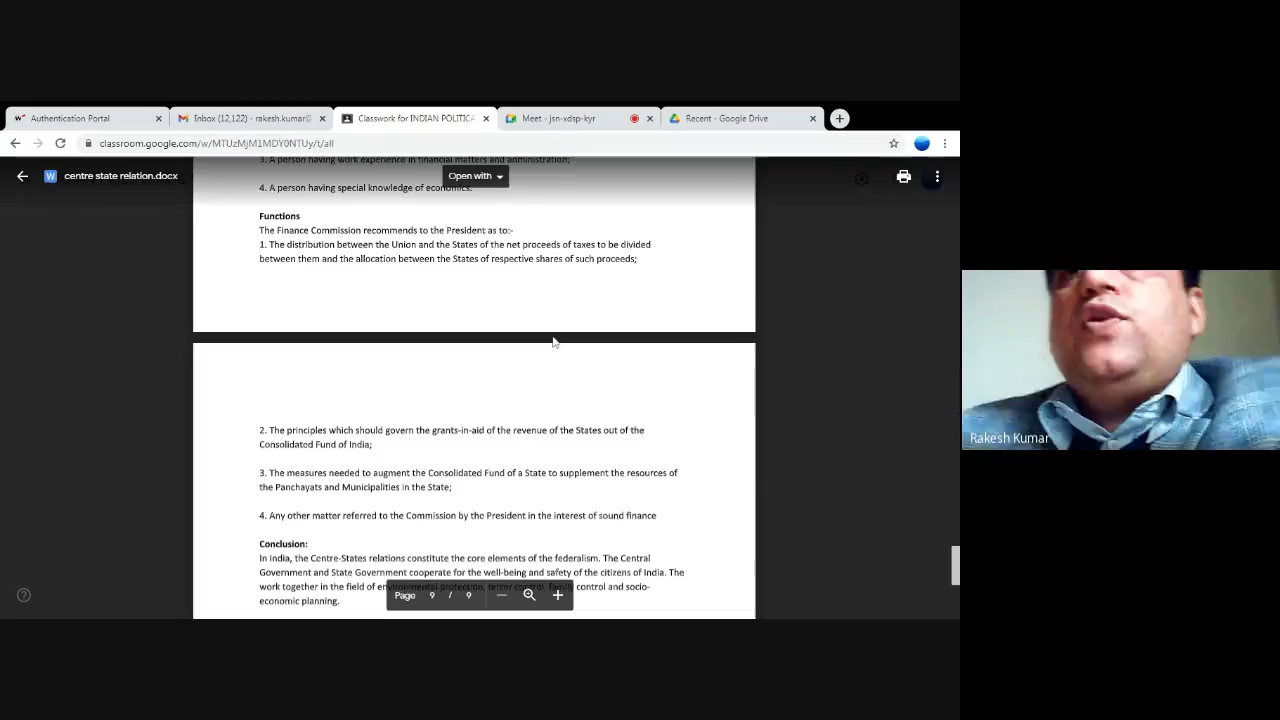 Authentication Portal
Inbox (12,122) - rakesh.kumar@
Classwork for INDIAN POLITICA
Meet - jsn-xdsp-kyr
Recent - Google Drive
classroom.google.com/w/MTUzMjM1MDY0NTUy/t/all
centre state relation.docx
Open with
3. A person having work experience in financial matters and administration;
4. A person having special knowledge of economics.
Functions
The Finance Commission recommends to the President as to:-
1. The distribution between the Union and the States of the net proceeds of taxes to be divided
between them and the allocation between the States of respective shares of such proceeds;
2. The principles which should govern the grants-in-aid of the revenue of the States out of the
Consolidated Fund of India;
3. The measures needed to augment the Consolidated Fund of a State to supplement the resources of
the Panchayats and Municipalities in the State;
4. Any other matter referred to the Commission by the President in the interest of sound finance
Conclusion:
In India, the Centre-States relations constitute the core elements of the federalism. The Central
Government and State Government cooperate for the well-being and safety of the citizens of India. The
work together in the field of environmental protection, terror control, family control and socio-
economic planning.
Page 9 / 9
Rakesh Kumar